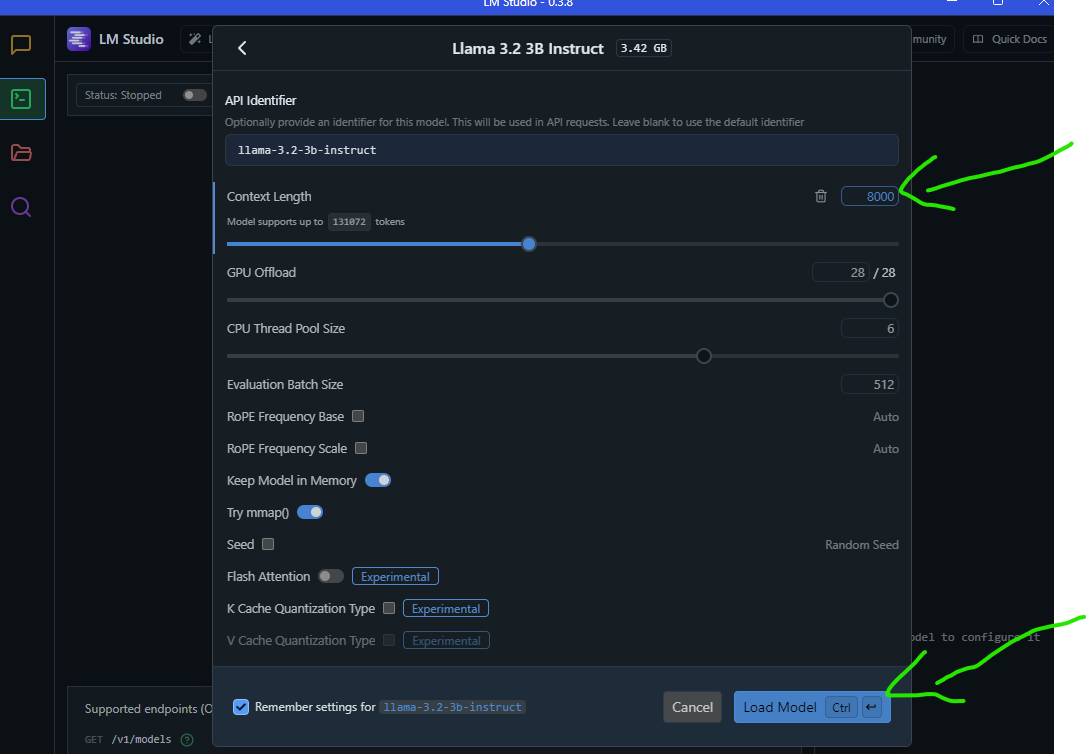 LM Studio - 0.3.8
LM Studio
Llama 3.2 3B Instruct 3.42 GB
Quick Docs
Status: Stopped
API Identifier
Optionally provide an identifier for this model. This will be used in API requests. Leave blank to use the default identifier
llama-3.2-3b-instruct
Context Length 8000
Model supports up to 131072 tokens
GPU Offload 28 / 28
CPU Thread Pool Size 6
Evaluation Batch Size 512
RoPE Frequency Base Auto
RoPE Frequency Scale Auto
Keep Model in Memory
Try mmap()
Seed Random Seed
Flash Attention Experimental
K Cache Quantization Type Experimental
V Cache Quantization Type Experimental
to configure it
Remember settings for llama-3.2-3b-instruct Cancel Load Model Ctrl ↩
Supported endpoints (O
GET /v1/models ?